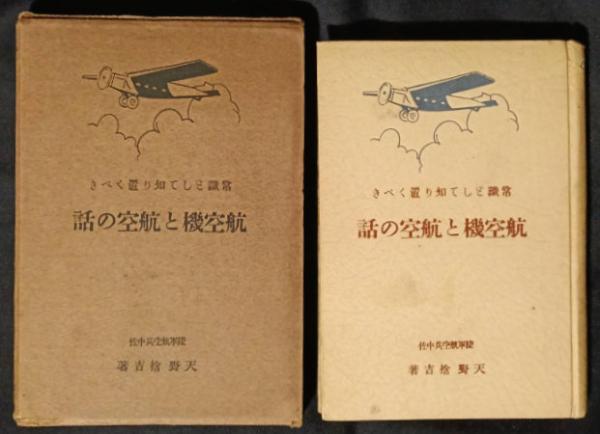 常識として知り置くべき
航空機と航空の話
陸軍航空兵中佐
天野捨吉著
常識として知り置くべき
航空機と航空の話
陸軍航空兵中佐
天野捨吉著